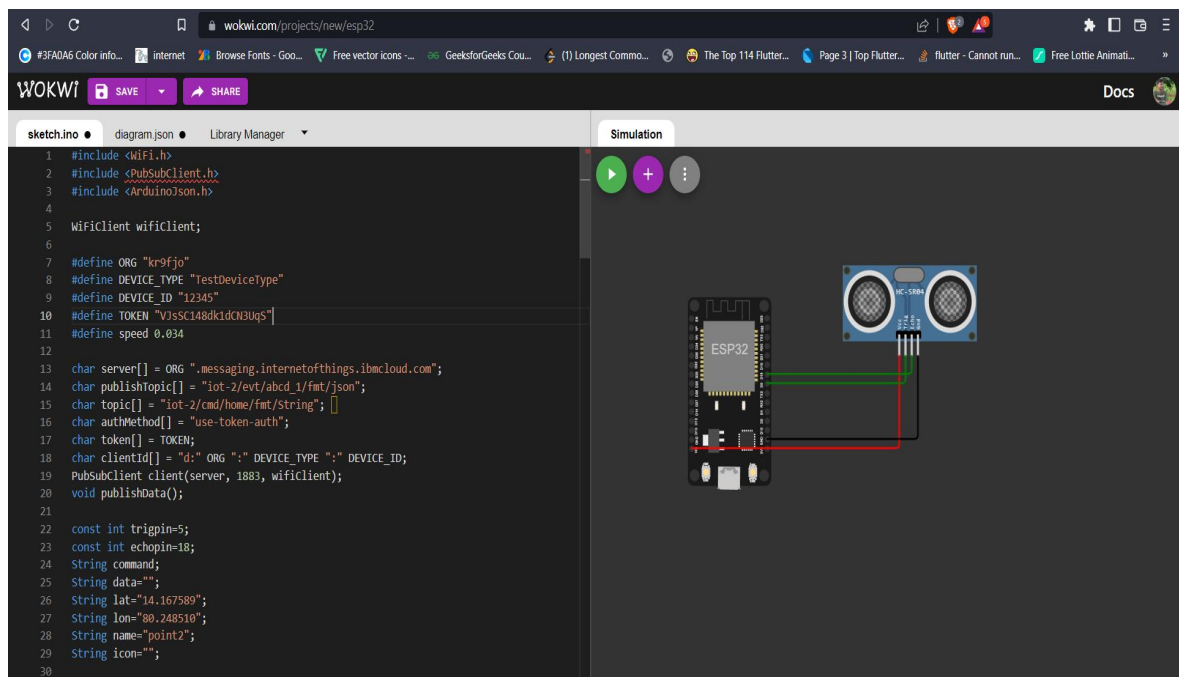 wokwi.com/projects/new/esp32
#3FA0A6 Color info... internet Browse Fonts - Goo... Free vector icons -... GeeksforGeeks Cou... (1) Longest Commo... The Top 114 Flutter... Page 3 | Top Flutter... flutter - Cannot run... Free Lottie Animati... »
WOKWI SAVE SHARE Docs
sketch.ino ● diagram.json ● Library Manager Simulation
1 #include <WiFi.h>
2 #include <PubSubClient.h>
3 #include <ArduinoJson.h>
4
5 WiFiClient wifiClient;
6
7 #define ORG "kr9fjo"
8 #define DEVICE_TYPE "TestDeviceType"
9 #define DEVICE_ID "12345"
10 #define TOKEN "VJsSC148dk1dCN3UqS"
11 #define speed 0.034
12
13 char server[] = ORG ".messaging.internetofthings.ibmcloud.com";
14 char publishTopic[] = "iot-2/evt/abcd_1/fmt/json";
15 char topic[] = "iot-2/cmd/home/fmt/String";
16 char authMethod[] = "use-token-auth";
17 char token[] = TOKEN;
18 char clientId[] = "d:" ORG ":" DEVICE_TYPE ":" DEVICE_ID;
19 PubSubClient client(server, 1883, wifiClient);
20 void publishData();
21
22 const int trigpin=5;
23 const int echopin=18;
24 String command;
25 String data="";
26 String lat="14.167589";
27 String lon="80.248510";
28 String name="point2";
29 String icon="";
30
ESP32
HC-SR04
Vcc
Trig
Echo
Gnd